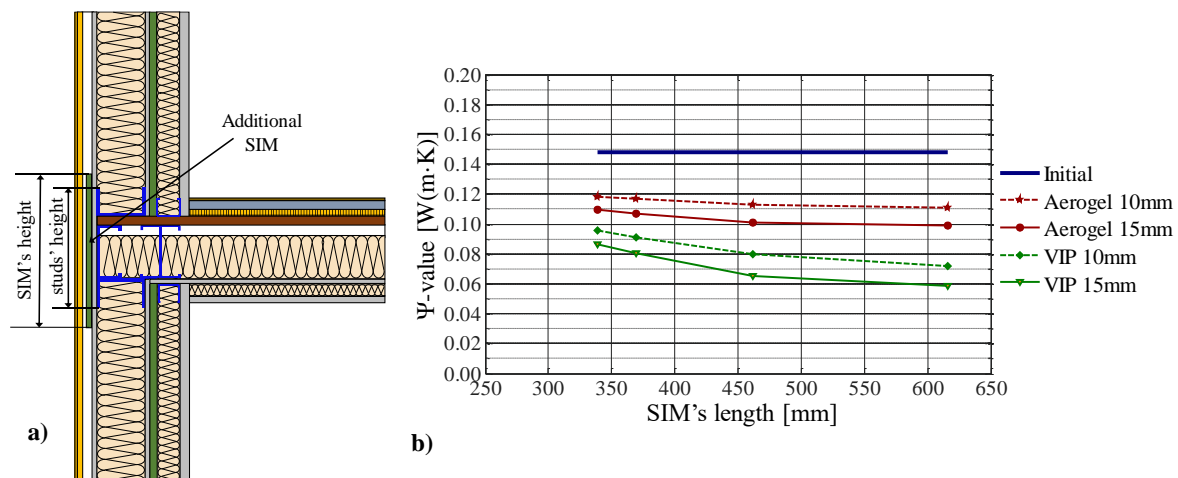 a)
Additional
SIM
SIM's height
studs' height
0.20
0.18
0.16
0.14
0.12
0.10
0.08
0.06
0.04
0.02
0.00
Ψ-value [W(m·K)]
250 300 350 400 450 500 550 600 650
SIM's length [mm]
Initial
Aerogel 10mm
Aerogel 15mm
VIP 10mm
VIP 15mm
b)